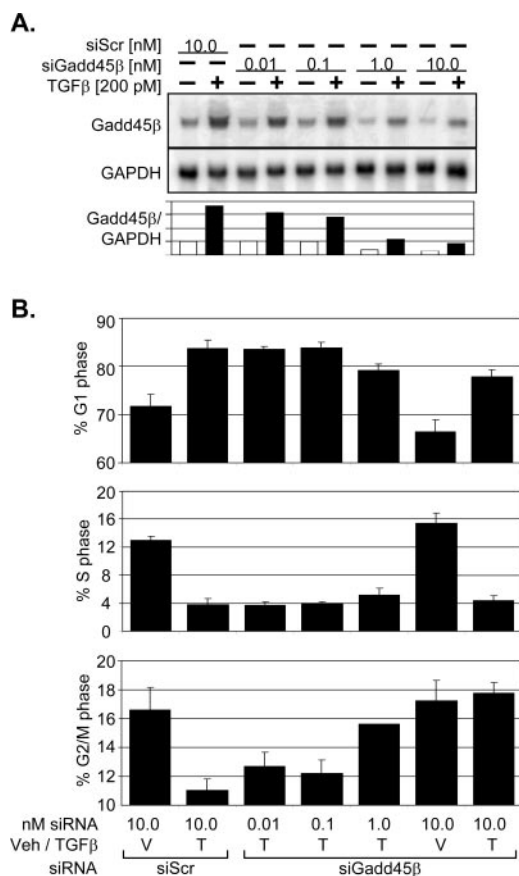 A.
siScr [nM] 10.0 – – – – – – – –
siGadd45β [nM] – – 0.01 0.1 1.0 10.0
TGFβ [200 pM] – + – + – + – + – +
Gadd45β
GAPDH
Gadd45β/
GAPDH
B.
% G1 phase
90
80
70
60
% S phase
20
16
12
8
4
0
% G2/M phase
18
16
14
12
10
nM siRNA 10.0 10.0 0.01 0.1 1.0 10.0 10.0
Veh / TGFβ V T T T T V T
siRNA siScr siGadd45β